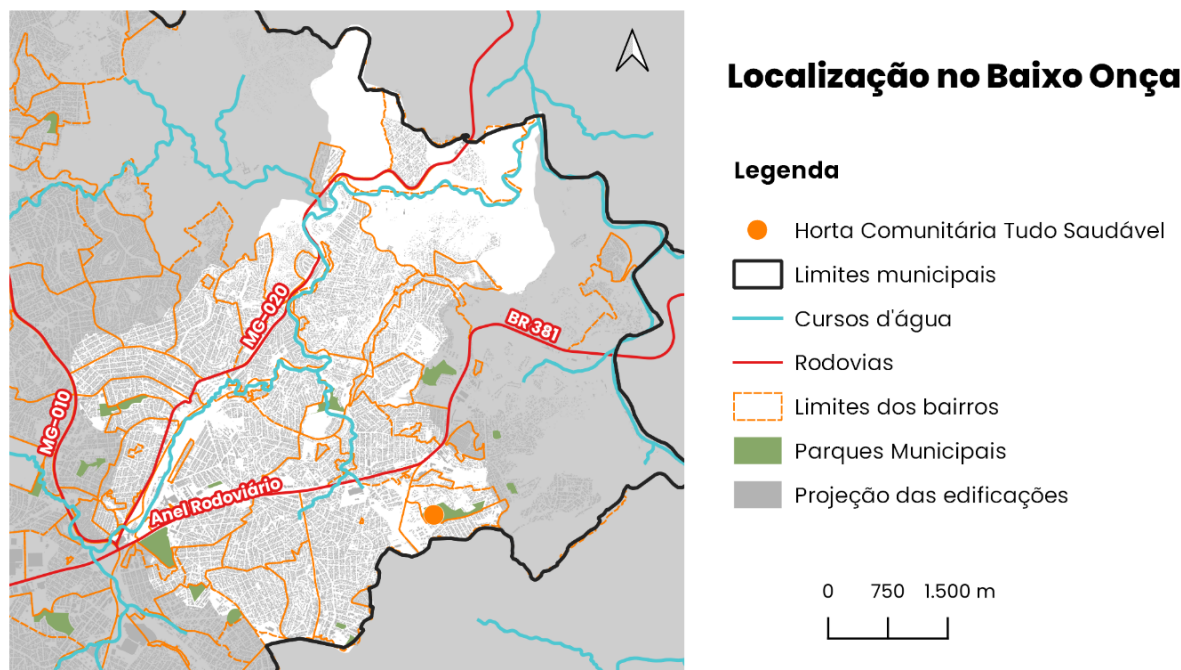 Localização no Baixo Onça
Legenda
Horta Comunitária Tudo Saudável
Limites municipais
Cursos d'água
Rodovias
Limites dos bairros
Parques Municipais
Projeção das edificações
0 750 1.500 m
MG-020
BR 381
MG-010
Anel Rodoviário